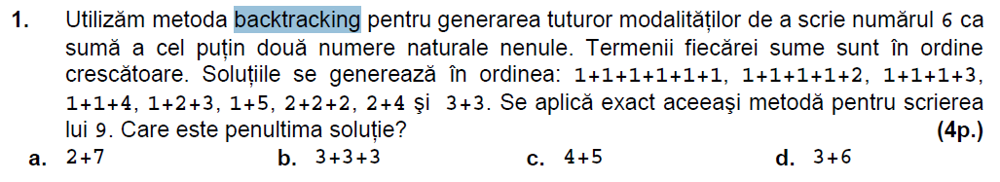 1. Utilizăm metoda backtracking pentru generarea tuturor modalităţilor de a scrie numărul 6 ca
sumă a cel puţin două numere naturale nenule. Termenii fiecărei sume sunt în ordine
crescătoare. Soluţiile se generează în ordinea: 1+1+1+1+1+1, 1+1+1+1+2, 1+1+1+3,
1+1+4, 1+2+3, 1+5, 2+2+2, 2+4 şi 3+3. Se aplică exact aceeaşi metodă pentru scrierea
lui 9. Care este penultima soluţie? (4p.)
a. 2+7 b. 3+3+3 c. 4+5 d. 3+6